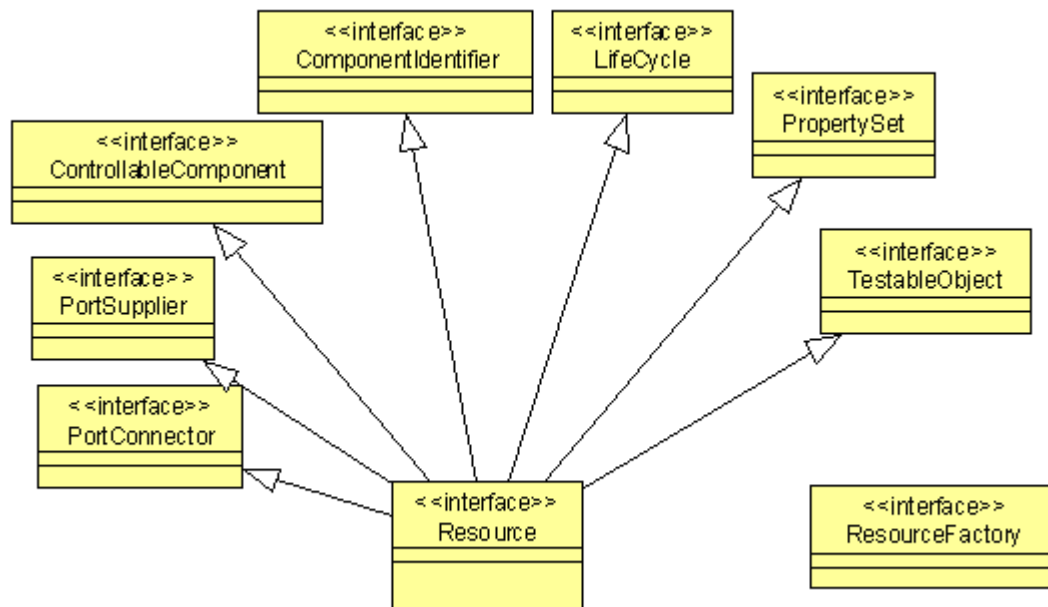 <<interface>>
ComponentIdentifier
<<interface>>
LifeCycle
<<interface>>
PropertySet
<<interface>>
ControllableComponent
<<interface>>
TestableObject
<<interface>>
PortSupplier
<<interface>>
PortConnector
<<interface>>
Resource
<<interface>>
ResourceFactory